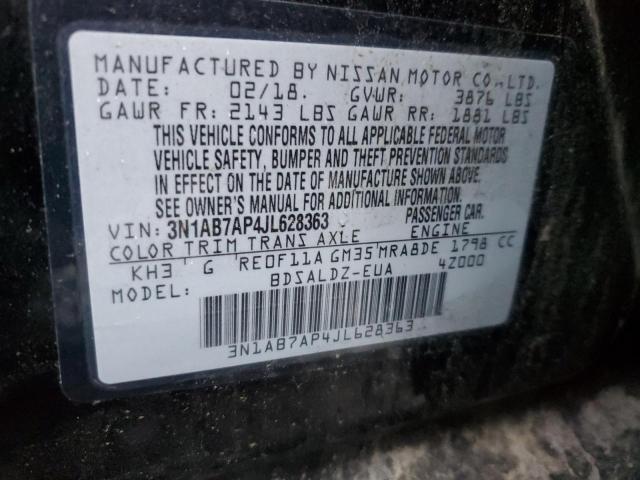 MANUFACTURED BY NISSAN MOTOR CO., LTD.
DATE: 02/18. GVWR: 3876 LBS
GAWR FR: 2143 LBS GAWR RR: 1881 LBS
THIS VEHICLE CONFORMS TO ALL APPLICABLE FEDERAL MOTOR
VEHICLE SAFETY, BUMPER AND THEFT PREVENTION STANDARDS
IN EFFECT ON THE DATE OF MANUFACTURE SHOWN ABOVE.
SEE OWNER'S MANUAL FOR ADDITIONAL INFORMATION.
VIN: 3N1AB7AP4JL628363 PASSENGER CAR.
COLOR TRIM TRANS AXLE ENGINE
KH3 G RE0F11A GM35 MRA8DE 1798 CC
MODEL: BDSALDZ-EUA 4Z000
3N1AB7AP4JL628363